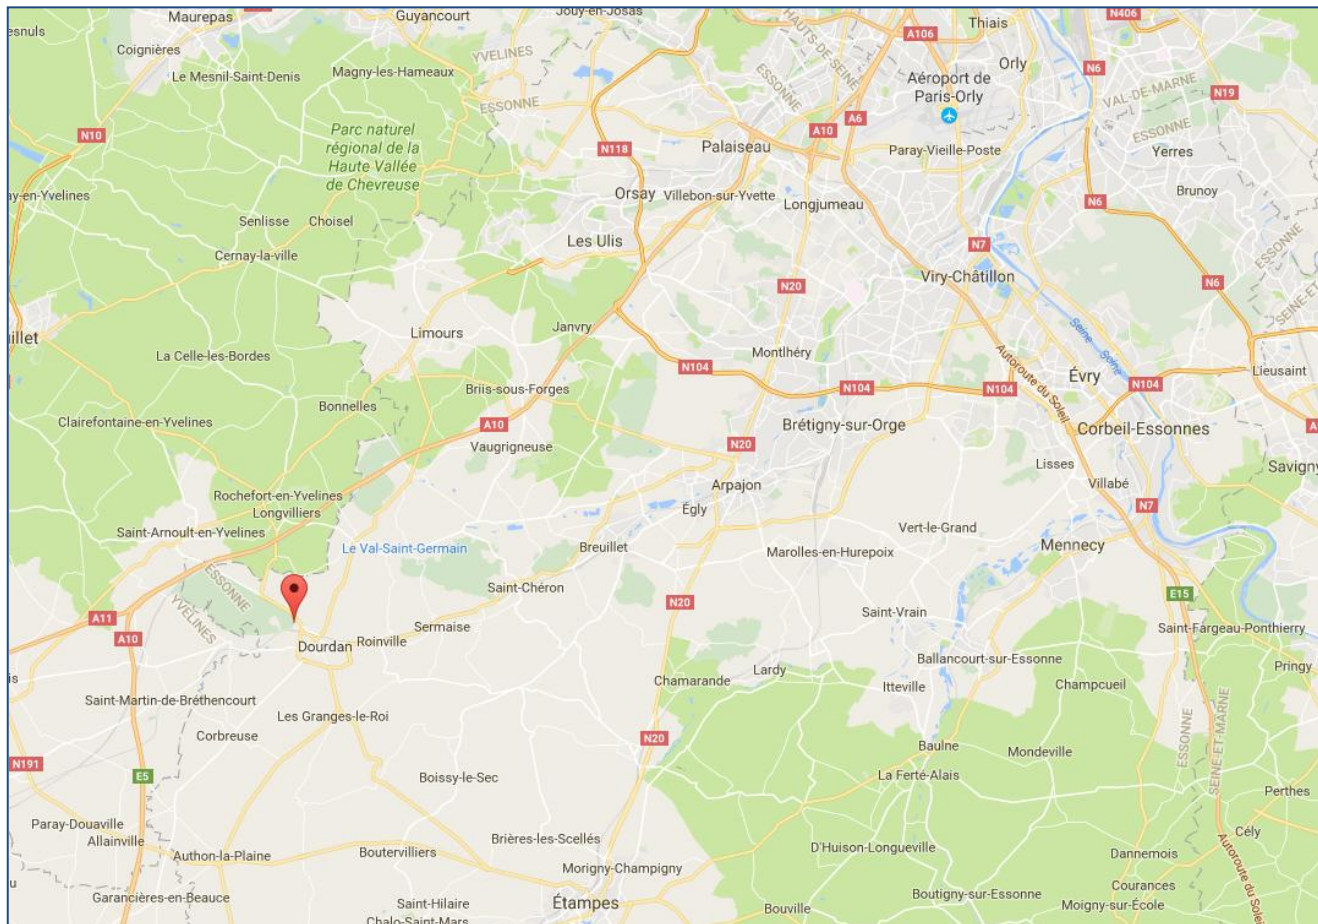 Maurepas
Guyancourt
Jouy-en-Josas
N406
Thiais
A106
Coignières
YVELINES
HAUTS-DE-SEINE
Orly
N6
Le Mesnil-Saint-Denis
Magny-les-Hameaux
ESSONNE
Aéroport de
Paris-Orly
VAL-DE-MARNE
N19
ESSONNE
ESSONNE
N10
Parc naturel
régional de la
Haute Vallée
de Chevreuse
N118
Palaiseau
A10
A6
Paray-Vieille-Poste
Yerres
ay-en-Yvelines
Orsay
Villebon-sur-Yvette
Longjumeau
N6
Brunoy
Senlisse
Choisel
Les Ulis
N7
ESSONNE
Cernay-la-ville
Viry-Châtillon
N20
N6
SEINE-ET-
illet
Limours
Janvry
Seine
Seine
La Celle-les-Bordes
Montlhéry
Autoroute du Soleil
N104
Évry
Lieusaint
Briis-sous-Forges
N104
N104
N104
Bonnelles
Clairefontaine-en-Yvelines
A10
Brétigny-sur-Orge
Corbeil-Essonnes
Vaugrigneuse
N20
Lisses
Savigny
Arpajon
Villabé
Rochefort-en-Yvelines
Longvilliers
Égly
N7
Saint-Arnoult-en-Yvelines
Vert-le-Grand
Le Val-Saint-Germain
Breuillet
Marolles-en-Hurepoix
Mennecy
ESSONNE
YVELINES
Saint-Chéron
E15
A11
N20
Saint-Vrain
A10
Sermaise
Saint-Fargeau-Ponthierry
Dourdan
Roinville
Ballancourt-sur-Essonne
Pringy
is
Lardy
Chamarande
Itteville
Champcueil
Saint-Martin-de-Bréthencourt
Les Granges-le-Roi
ESSONNE
SEINE-ET-MARNE
Corbreuse
N20
Baulne
Mondeville
N191
E5
Boissy-le-Sec
La Ferté-Alais
Perthes
Paray-Douaville
Allainville
Brières-les-Scellés
Cély
Authon-la-Plaine
Boutervilliers
D'Huison-Longueville
Dannemois
Autoroute du Soleil
Morigny-Champigny
Courances
Garancières-en-Beauce
Saint-Hilaire
Étampes
Bouville
Boutigny-sur-Essonne
Moigny-sur-École
Chalo-Saint-Mars